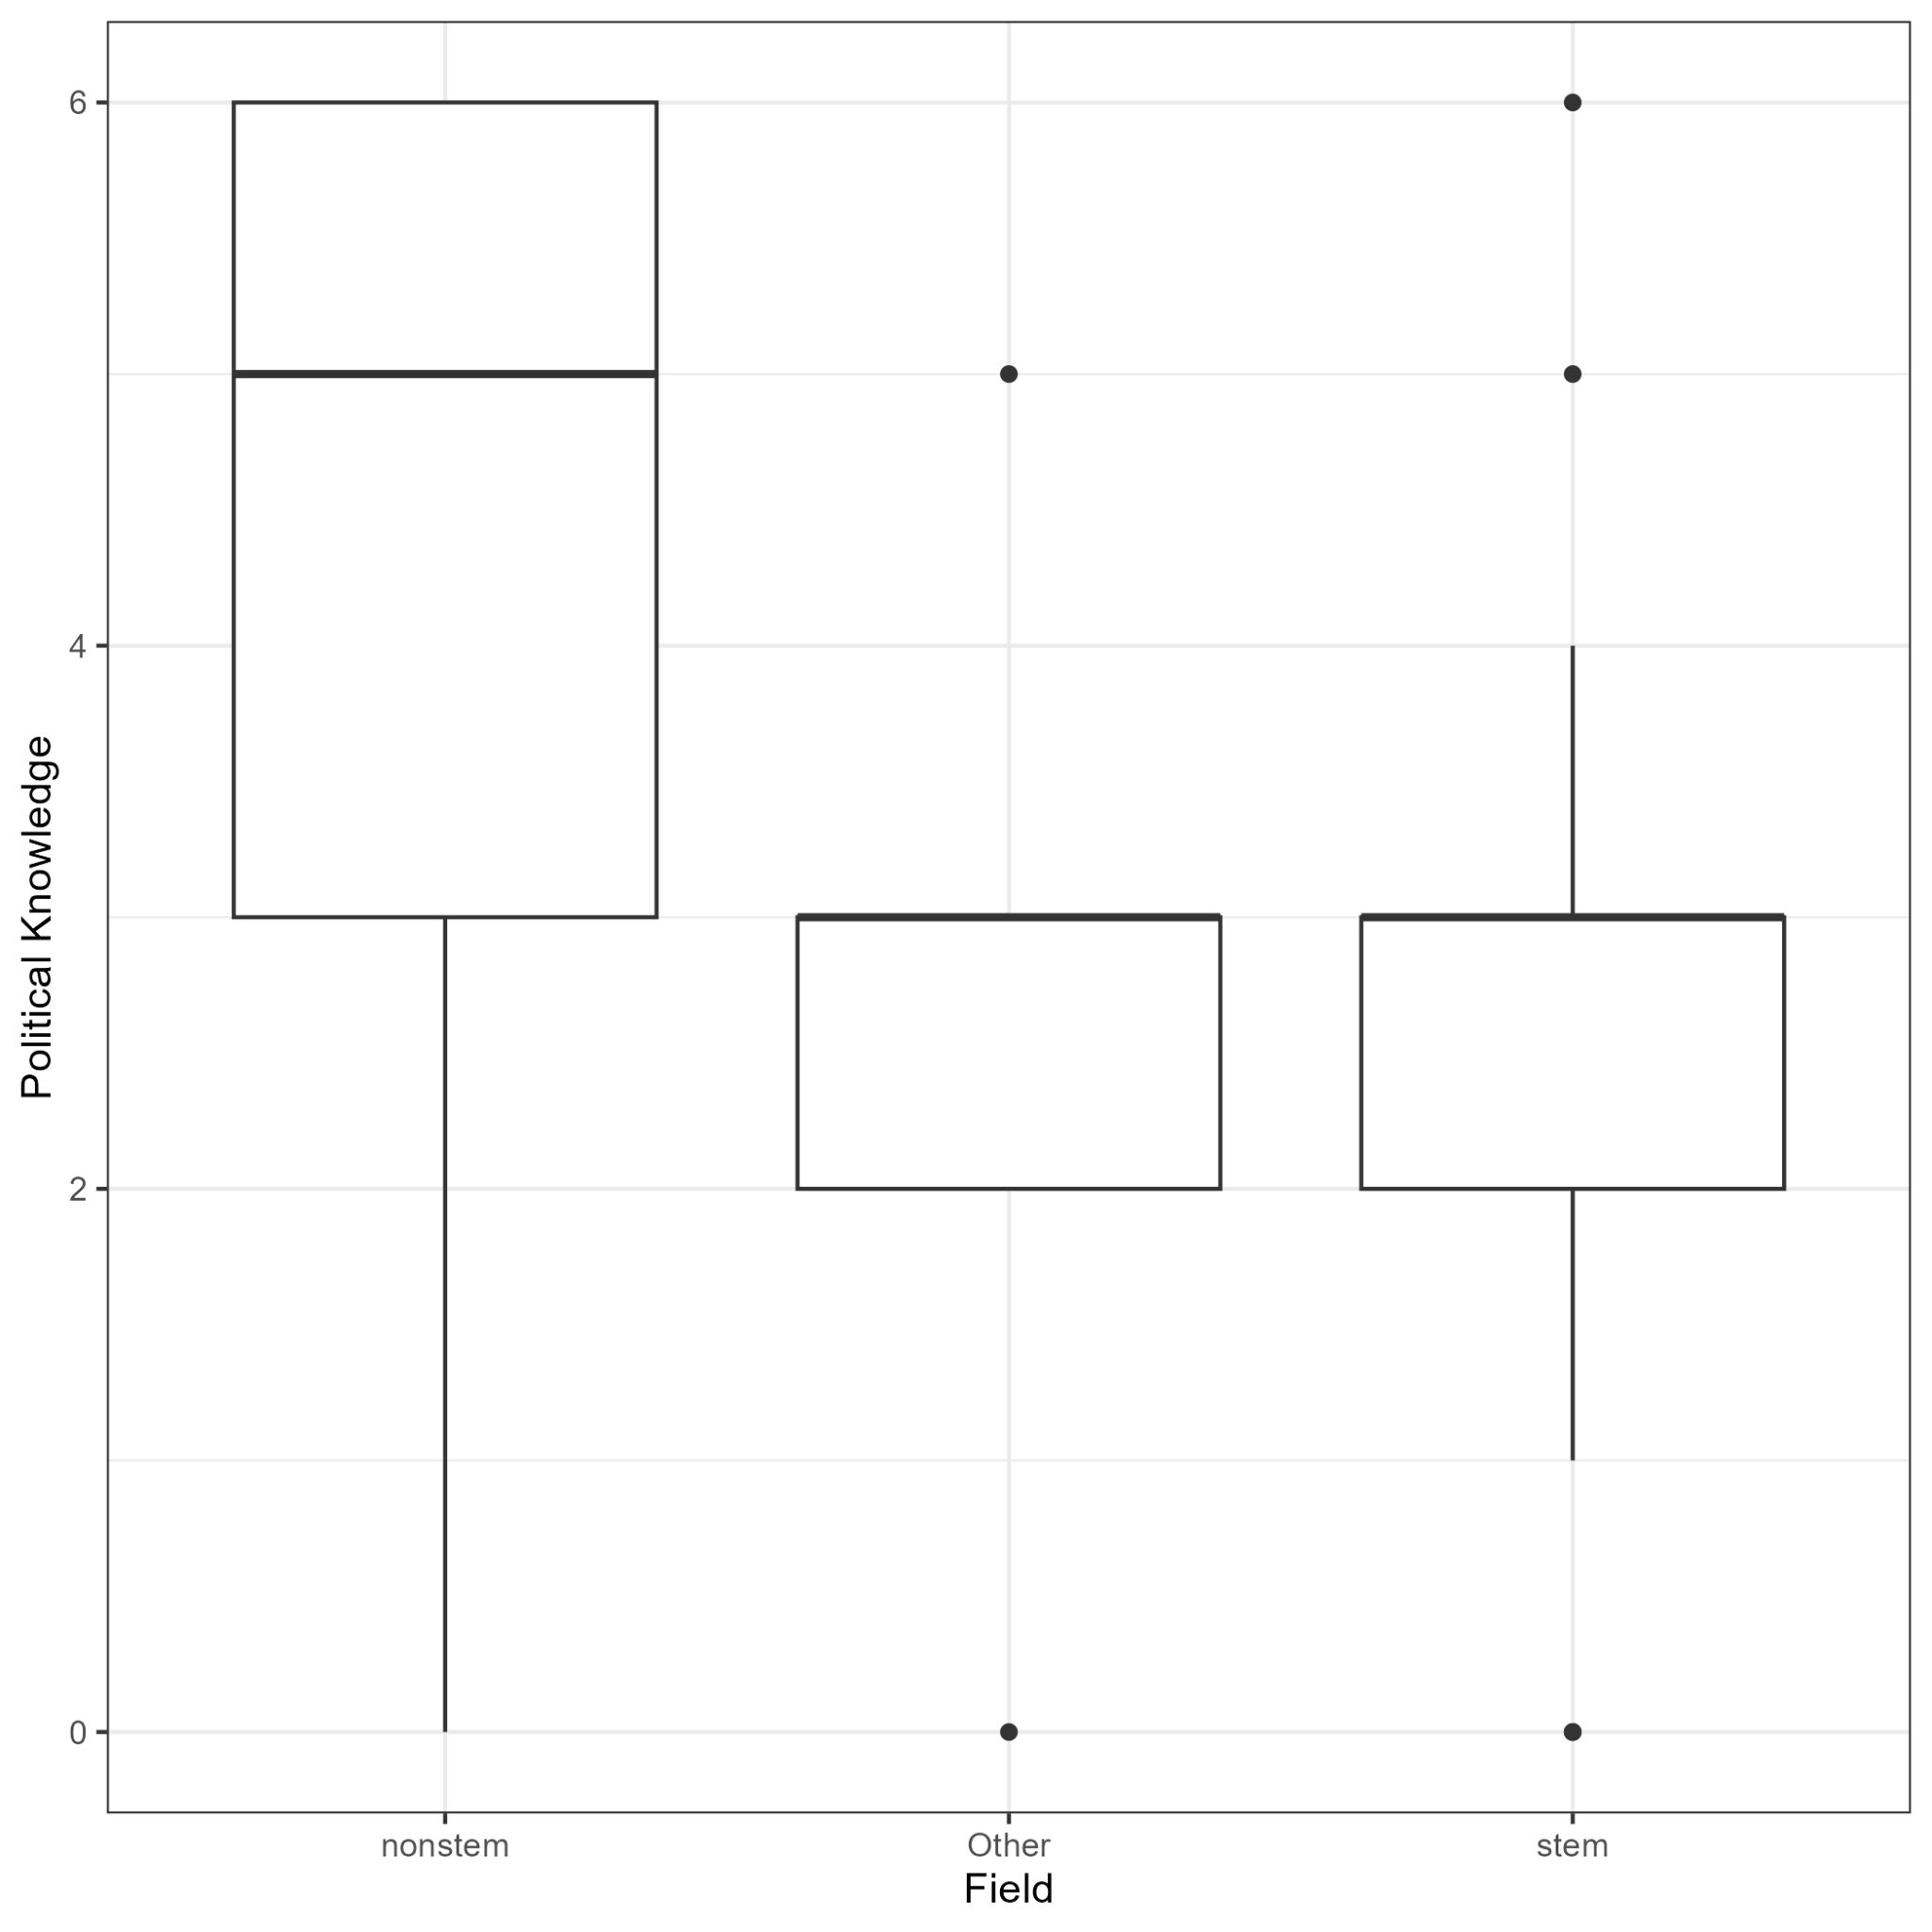 Political Knowledge
6
4
2
0
nonstem
Other
stem
Field